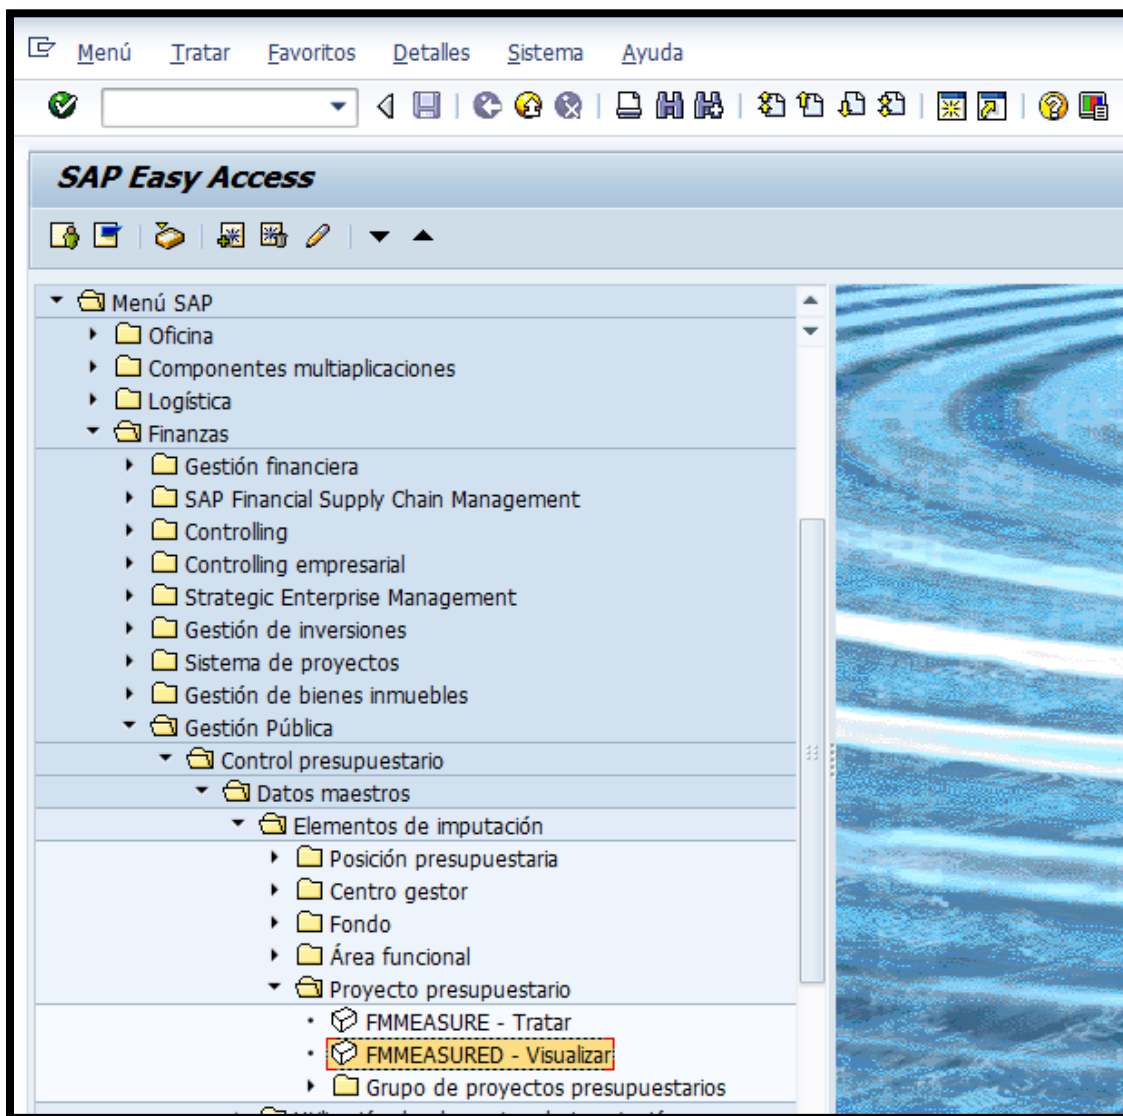 Menú Tratar Favoritos Detalles Sistema Ayuda
SAP Easy Access
Menú SAP
Oficina
Componentes multiaplicaciones
Logística
Finanzas
Gestión financiera
SAP Financial Supply Chain Management
Controlling
Controlling empresarial
Strategic Enterprise Management
Gestión de inversiones
Sistema de proyectos
Gestión de bienes inmuebles
Gestión Pública
Control presupuestario
Datos maestros
Elementos de imputación
Posición presupuestaria
Centro gestor
Fondo
Área funcional
Proyecto presupuestario
FMMEASURE - Tratar
FMMEASURED - Visualizar
Grupo de proyectos presupuestarios